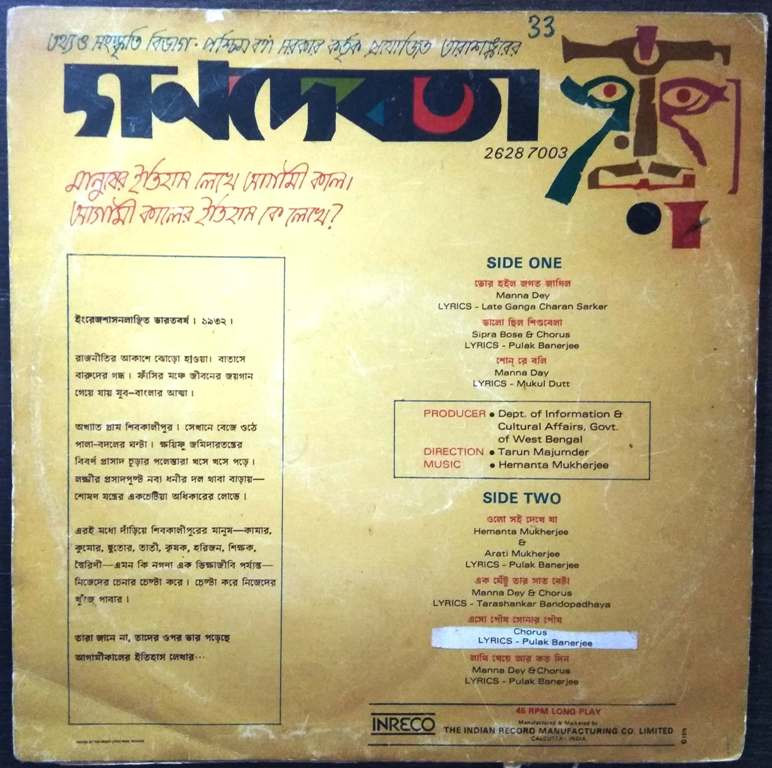 33
তথ্য ও সংস্কৃতি বিভাগ · পশ্চিমবঙ্গ সরকার কর্তৃক প্রযোজিত তারাশঙ্করের
গণদেবতা
2628 7003
মানুষের ইতিহাস লেখে আগামী কাল।
আগামী কালের ইতিহাস কে লেখে?
ইংরেজশাসনলাঞ্ছিত ভারতবর্ষ। ১৯৩২।
রাজনীতির আকাশে ঝোড়ো হাওয়া। বাতাসে
বারুদের গন্ধ। ফাঁসির মঞ্চে জীবনের জয়গান
গেয়ে যায় যুব-বাংলার আত্মা।
অখ্যাত গ্রাম শিবকালীপুর। সেখানে বেজে ওঠে
পালা-বদলের ঘন্টা। ক্ষয়িষ্ণু জমিদারতন্ত্রের
বিবর্ণ প্রাসাদ চূড়ার পলেস্তারা খসে খসে পড়ে।
লক্ষ্মীর প্রসাদপুষ্ট নব্য ধনীর দল থাবা বাড়ায়—
শোষণ যন্ত্রের একচেটিয়া অধিকারের লোভে।
এরই মধ্যে দাঁড়িয়ে শিবকালীপুরের মানুষ—কামার,
কুমোর, ছুতোর, তাতী, কৃষক, হরিজন, শিক্ষক,
স্বৈরিণী—এমন কি নগণ্য এক ভিক্ষাজীবি পর্যন্ত—
নিজেদের চেনার চেষ্টা করে। চেষ্টা করে নিজেদের
খুঁজে পাবার।
তারা জানে না, তাদের ওপর ভার পড়েছে
আগামীকালের ইতিহাস লেখার···
SIDE ONE
ভোর হইল জগত জাগিল
Manna Dey
LYRICS - Late Ganga Charan Sarkar
ভালো ছিল শিশুবেলা
Sipra Bose & Chorus
LYRICS - Pulak Banerjee
শোন্ রে বলি
Manna Day
LYRICS - Mukul Dutt
PRODUCER • Dept. of Information &
Cultural Affairs, Govt.
of West Bengal
DIRECTION • Tarun Majumder
MUSIC • Hemanta Mukherjee
SIDE TWO
ওলো সই দেখে যা
Hemanta Mukherjee
&
Arati Mukherjee
LYRICS - Pulak Banerjee
এক ঘেঁটু তার সাত বেটা
Manna Dey & Chorus
LYRICS - Tarashankar Bandopadhaya
এসো পৌষ সোনার পৌষ
Chorus
LYRICS - Pulak Banerjee
লাথি খেয়ে আর কত দিন
Manna Dey & Chorus
LYRICS - Pulak Banerjee
45 RPM LONG PLAY
INRECO
Manufactured & Marketed by
THE INDIAN RECORD MANUFACTURING CO. LIMITED
CALCUTTA - INDIA